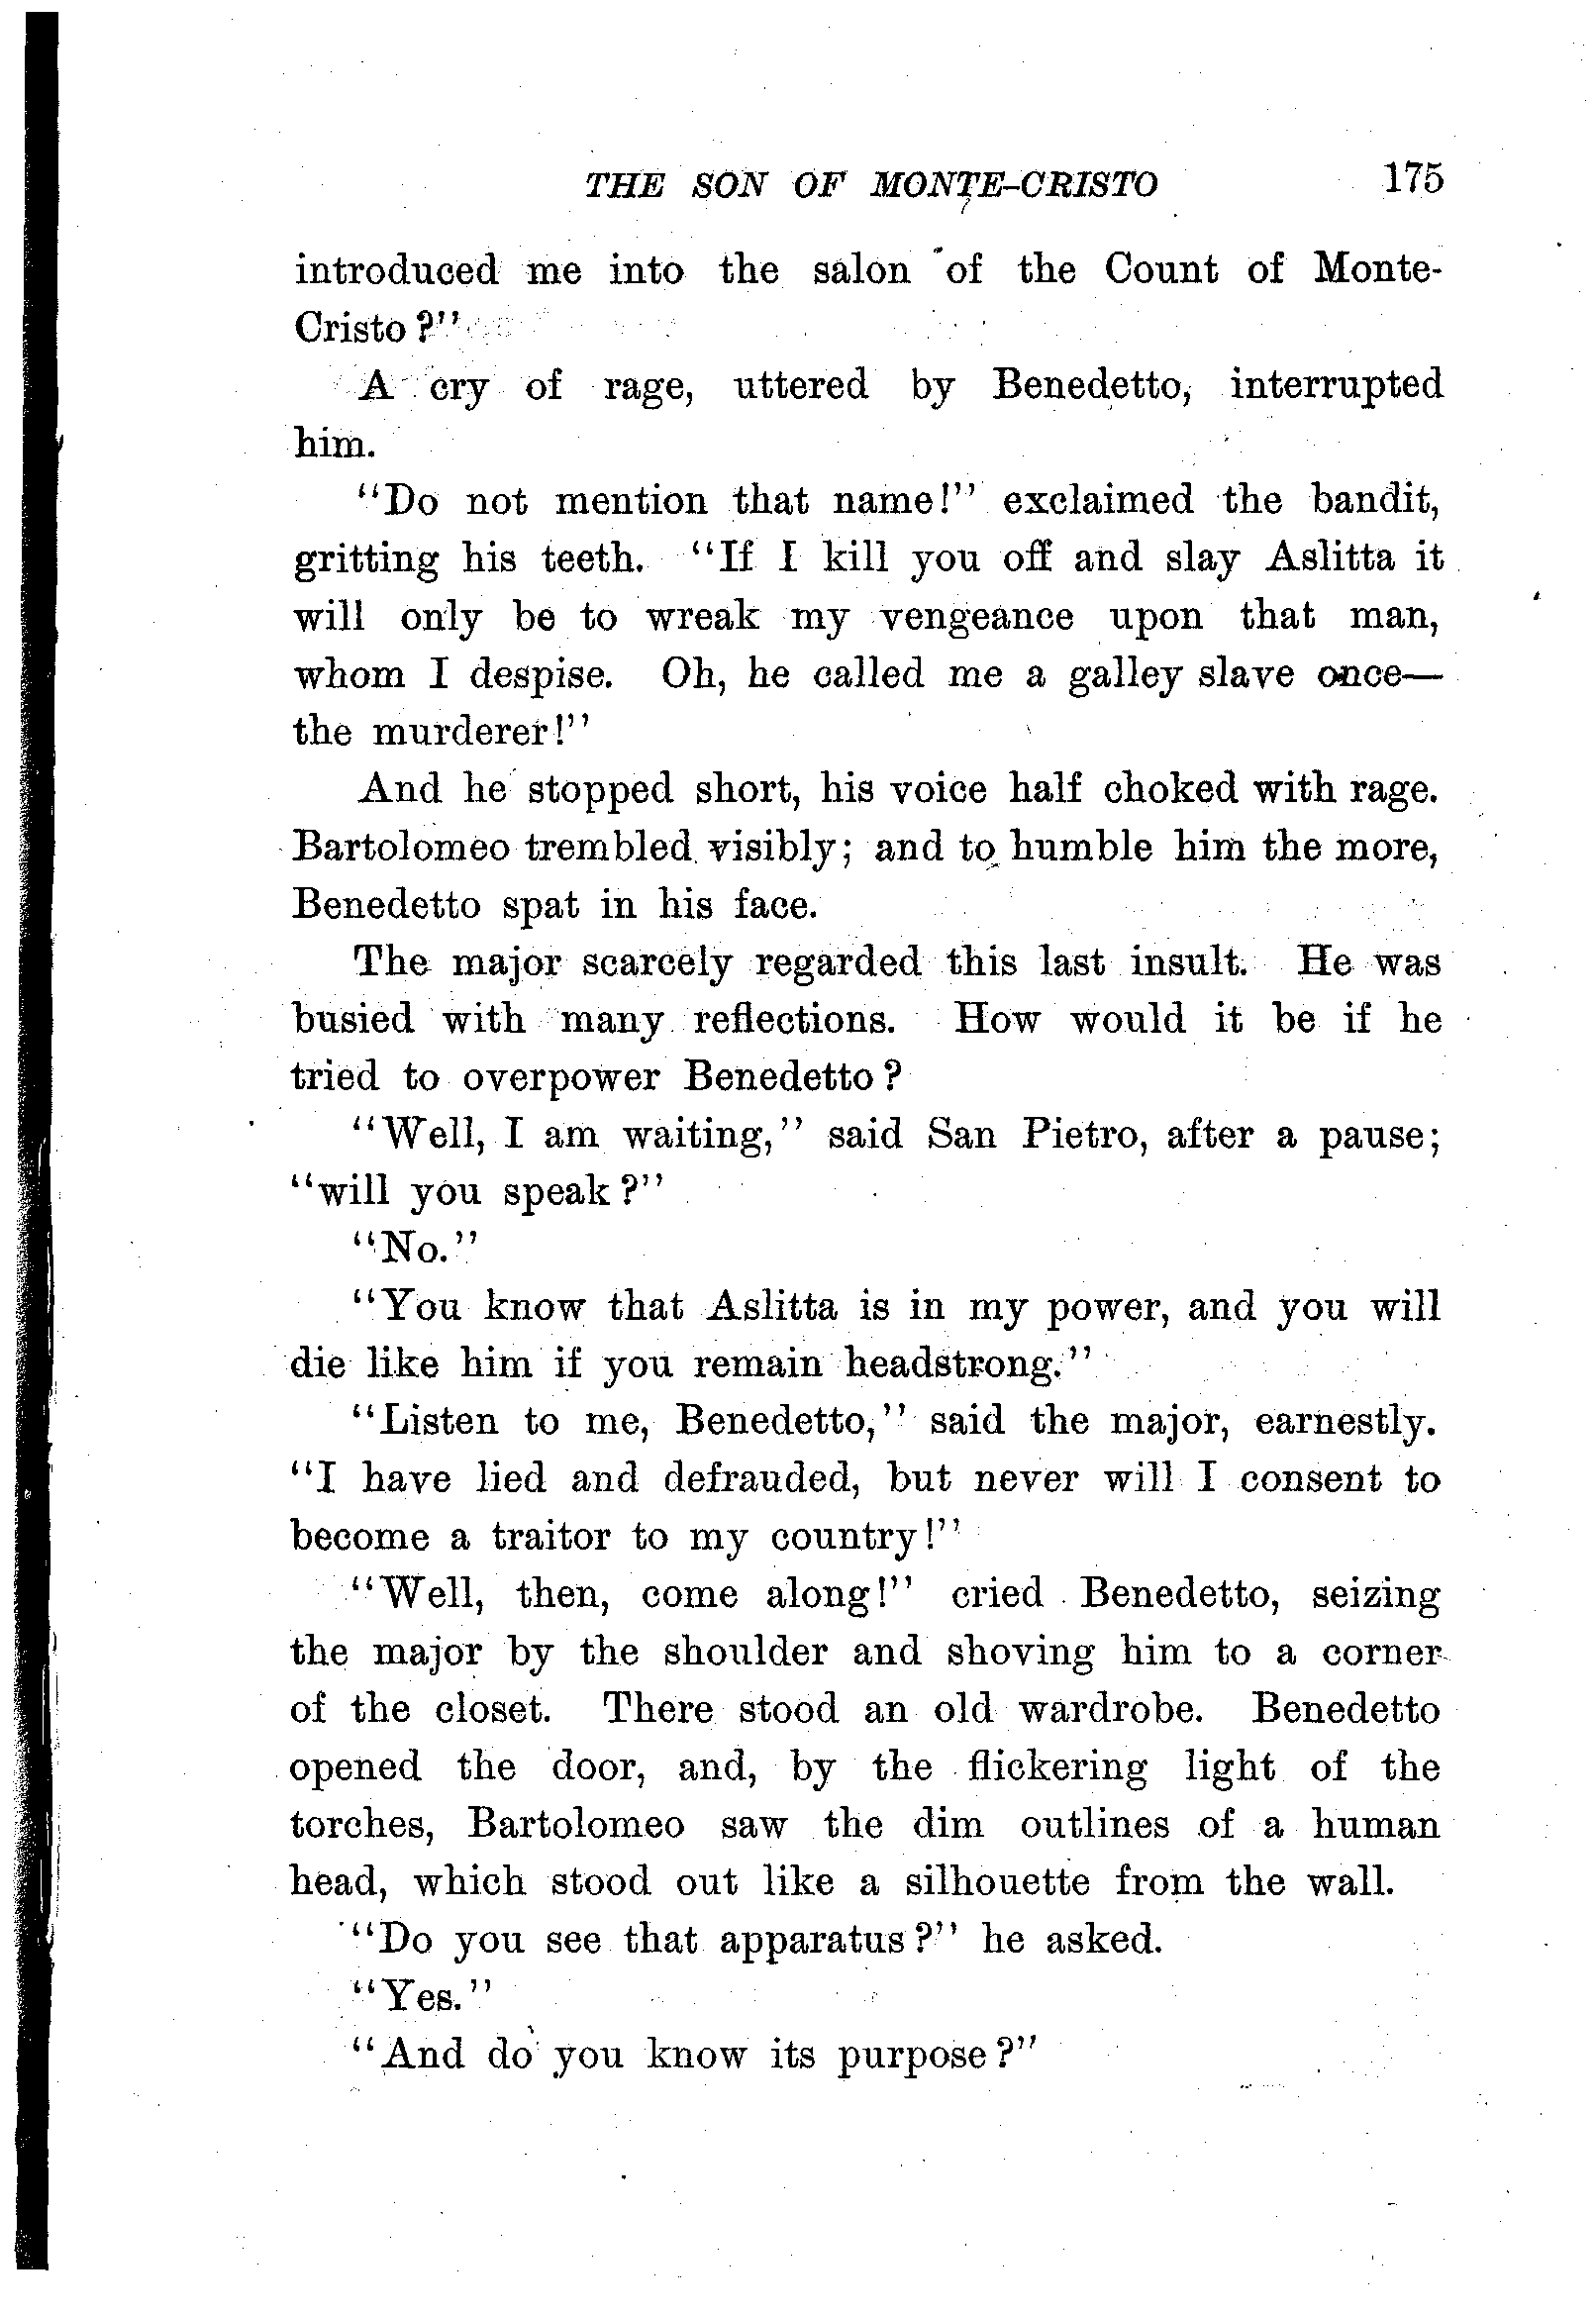 THE SON OF MONTE-CRISTO 175
introduced me into the salon of the Count of Monte-
Cristo?"
A cry of rage, uttered by Benedetto, interrupted
him.
"Do not mention that name!" exclaimed the bandit,
gritting his teeth. "If I kill you off and slay Aslitta it
will only be to wreak my vengeance upon that man,
whom I despise. Oh, he called me a galley slave once—
the murderer!"
And he stopped short, his voice half choked with rage.
Bartolomeo trembled visibly; and to humble him the more,
Benedetto spat in his face.
The major scarcely regarded this last insult. He was
busied with many reflections. How would it be if he
tried to overpower Benedetto?
"Well, I am waiting," said San Pietro, after a pause;
"will you speak?"
"No."
"You know that Aslitta is in my power, and you will
die like him if you remain headstrong."
"Listen to me, Benedetto," said the major, earnestly.
"I have lied and defrauded, but never will I consent to
become a traitor to my country!"
"Well, then, come along!" cried Benedetto, seizing
the major by the shoulder and shoving him to a corner
of the closet. There stood an old wardrobe. Benedetto
opened the door, and, by the flickering light of the
torches, Bartolomeo saw the dim outlines of a human
head, which stood out like a silhouette from the wall.
"Do you see that apparatus?" he asked.
"Yes."
"And do you know its purpose?"